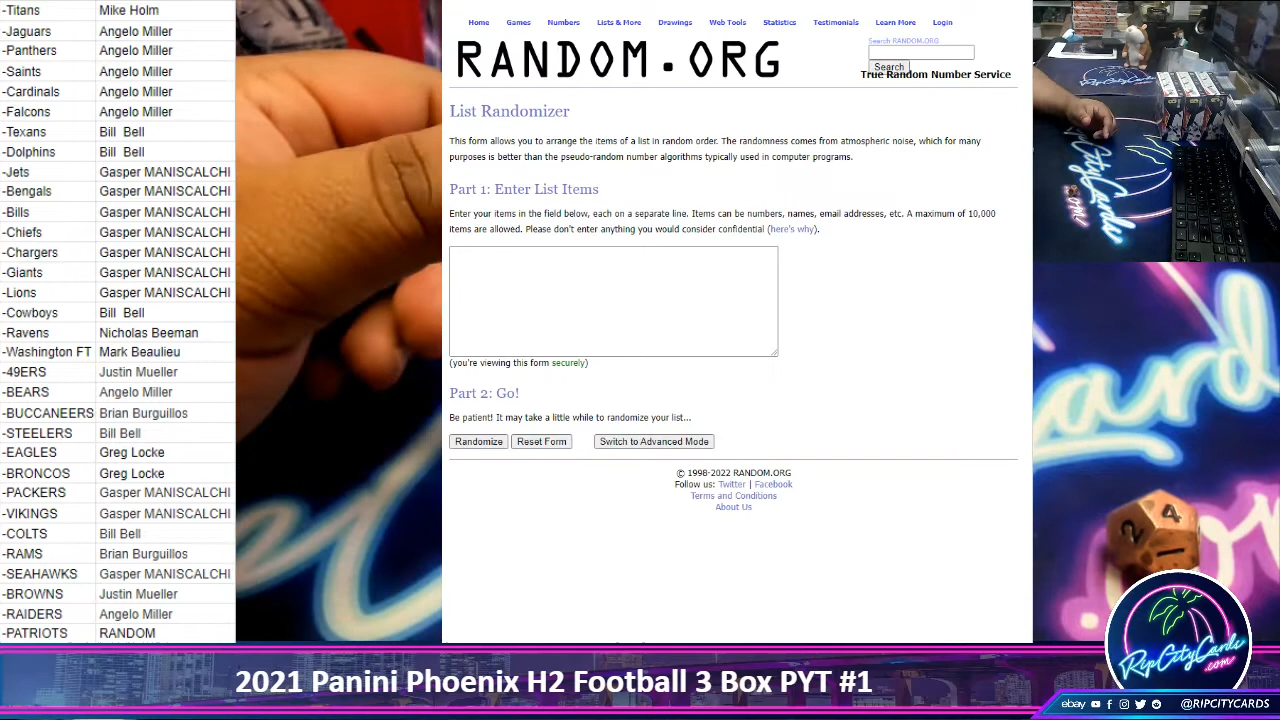 -Titans Mike Holm
-Jaguars Angelo Miller
-Panthers Angelo Miller
-Saints Angelo Miller
-Cardinals Angelo Miller
-Falcons Angelo Miller
-Texans Bill Bell
-Dolphins Bill Bell
-Jets Gasper MANISCALCHI
-Bengals Gasper MANISCALCHI
-Bills Gasper MANISCALCHI
-Chiefs Gasper MANISCALCHI
-Chargers Gasper MANISCALCHI
-Giants Gasper MANISCALCHI
-Lions Gasper MANISCALCHI
-Cowboys Bill Bell
-Ravens Nicholas Beeman
-Washington FT Mark Beaulieu
-49ERS Justin Mueller
-BEARS Angelo Miller
-BUCCANEERS Brian Burguillos
-STEELERS Bill Bell
-EAGLES Greg Locke
-BRONCOS Greg Locke
-PACKERS Gasper MANISCALCHI
-VIKINGS Gasper MANISCALCHI
-COLTS Bill Bell
-RAMS Brian Burguillos
-SEAHAWKS Gasper MANISCALCHI
-BROWNS Justin Mueller
-RAIDERS Angelo Miller
-PATRIOTS RANDOM
Home Games Numbers Lists & More Drawings Web Tools Statistics Testimonials Learn More Login
RANDOM.ORG
Search RANDOM.ORG
Search
True Random Number Service
List Randomizer
This form allows you to arrange the items of a list in random order. The randomness comes from atmospheric noise, which for many
purposes is better than the pseudo-random number algorithms typically used in computer programs.
Part 1: Enter List Items
Enter your items in the field below, each on a separate line. Items can be numbers, names, email addresses, etc. A maximum of 10,000
items are allowed. Please don't enter anything you would consider confidential (here's why).
(you're viewing this form securely)
Part 2: Go!
Be patient! It may take a little while to randomize your list...
Randomize Reset Form Switch to Advanced Mode
© 1998-2022 RANDOM.ORG
Follow us: Twitter | Facebook
Terms and Conditions
About Us
RipCityCards
2 4
1
RipCityCards
.com
2021 Panini Phoenix H2 Football 3 Box PYT #1
ebay @RIPCITYCARDS